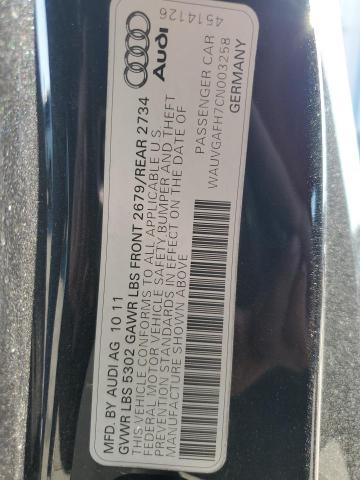 4514126
Audi
MFD. BY AUDI AG 10 11
GVWR LBS 5302 GAWR LBS FRONT 2679/REAR 2734
THIS VEHICLE CONFORMS TO ALL APPLICABLE U S
FEDERAL MOTOR VEHICLE SAFETY BUMPER AND THEFT
PREVENTION STANDARDS IN EFFECT ON THE DATE OF
MANUFACTURE SHOWN ABOVE
PASSENGER CAR
WAUVGAFH7CN003258
GERMANY